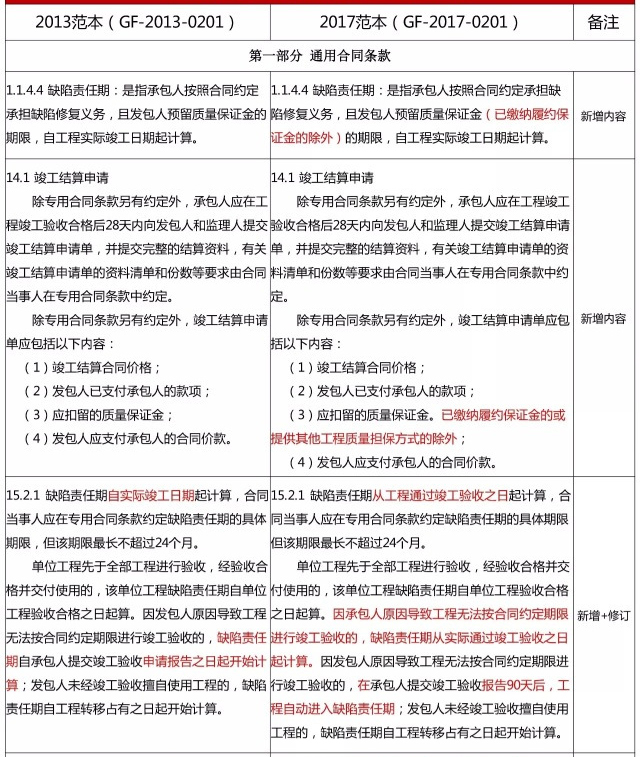 2013范本（GF-2013-0201）
2017范本（GF-2017-0201）
备注
第一部分 通用合同条款
1.1.4.4 缺陷责任期：是指承包人按照合同约定
承担缺陷修复义务，且发包人预留质量保证金的
期限，自工程实际竣工日期起计算。
1.1.4.4 缺陷责任期：是指承包人按照合同约定承担缺
陷修复义务，且发包人预留质量保证金（已缴纳履约保
证金的除外）的期限，自工程实际竣工日期起计算。
新增内容
14.1 竣工结算申请
除专用合同条款另有约定外，承包人应在工
程竣工验收合格后28天内向发包人和监理人提交
竣工结算申请单，并提交完整的结算资料，有关
竣工结算申请单的资料清单和份数等要求由合同
当事人在专用合同条款中约定。
除专用合同条款另有约定外，竣工结算申请
单应包括以下内容：
（1）竣工结算合同价格；
（2）发包人已支付承包人的款项；
（3）应扣留的质量保证金；
（4）发包人应支付承包人的合同价款。
14.1 竣工结算申请
除专用合同条款另有约定外，承包人应在工程竣工
验收合格后28天内向发包人和监理人提交竣工结算申请
单，并提交完整的结算资料，有关竣工结算申请单的资
料清单和份数等要求由合同当事人在专用合同条款中约
定。
除专用合同条款另有约定外，竣工结算申请单应包
括以下内容：
（1）竣工结算合同价格；
（2）发包人已支付承包人的款项；
（3）应扣留的质量保证金。已缴纳履约保证金的或
提供其他工程质量担保方式的除外；
（4）发包人应支付承包人的合同价款。
新增内容
15.2.1 缺陷责任期自实际竣工日期起计算，合同
当事人应在专用合同条款约定缺陷责任期的具体
期限，但该期限最长不超过24个月。
单位工程先于全部工程进行验收，经验收合
格并交付使用的，该单位工程缺陷责任期自单位
工程验收合格之日起算。因发包人原因导致工程
无法按合同约定期限进行竣工验收的，缺陷责任
期自承包人提交竣工验收申请报告之日起开始计
算；发包人未经竣工验收擅自使用工程的，缺陷
责任期自工程转移占有之日起开始计算。
15.2.1 缺陷责任期从工程通过竣工验收之日起计算，合
同当事人应在专用合同条款约定缺陷责任期的具体期限
但该期限最长不超过24个月。
单位工程先于全部工程进行验收，经验收合格并交
付使用的，该单位工程缺陷责任期自单位工程验收合格
之日起算。因承包人原因导致工程无法按合同约定期限
进行竣工验收的，缺陷责任期从实际通过竣工验收之日
起计算。因发包人原因导致工程无法按合同约定期限进
行竣工验收的，在承包人提交竣工验收报告90天后，工
程自动进入缺陷责任期；发包人未经竣工验收擅自使用
工程的，缺陷责任期自工程转移占有之日起开始计算。
新增+修订